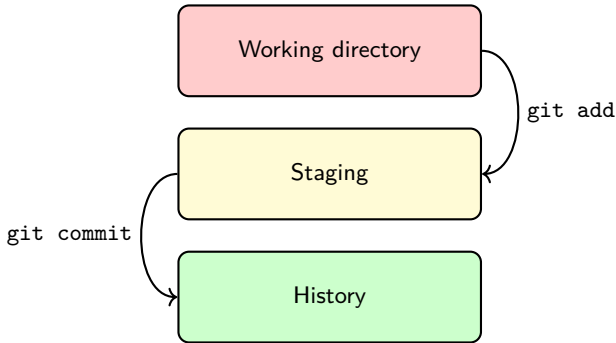 Working directory
git add
Staging
git commit
History